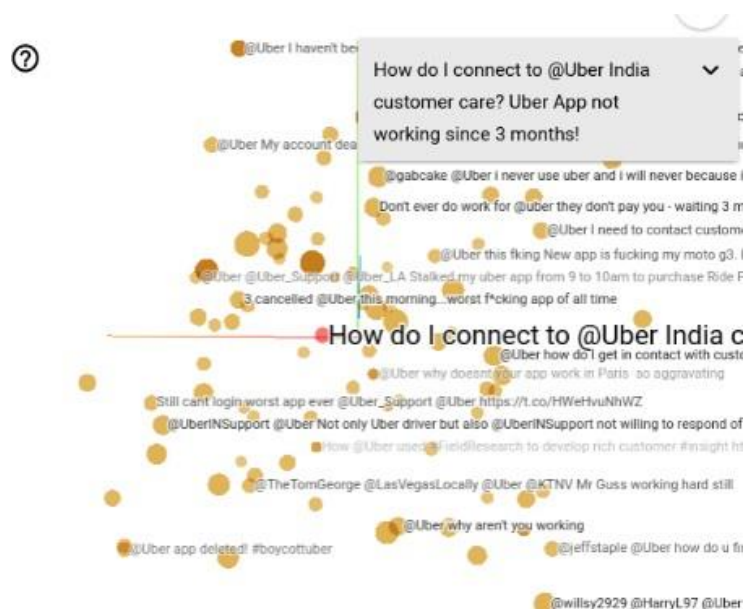 @Uber I haven't be
How do I connect to @Uber India
customer care? Uber App not
working since 3 months!
@Uber My account dea
@gabcake @Uber i never use uber and i will never because i
Don't ever do work for @uber they don't pay you - waiting 3 m
@Uber I need to contact custome
@Uber this fking New app is fucking my moto g3.
@Uber @Uber_Support @Uber_LA Stalked my uber app from 9 to 10am to purchase Ride P
3 cancelled @Uber this morning...worst f*cking app of all time
How do I connect to @Uber India c
@Uber how do I get in contact with custo
@Uber why doesnt your app work in Paris so aggravating
Still cant login worst app ever @Uber_Support @Uber https://t.co/HWeHvuNhWZ
@UberINSupport @Uber Not only Uber driver but also @UberINSupport not willing to respond of
How @Uber used #FieldResearch to develop rich customer #insight ht
@TheTomGeorge @LasVegasLocally @Uber @KTNV Mr Guss working hard still
@Uber why aren't you working
@Uber app deleted! #boycottuber
@jeffstaple @Uber how do u fi
@willsy2929 @HarryL97 @Uber